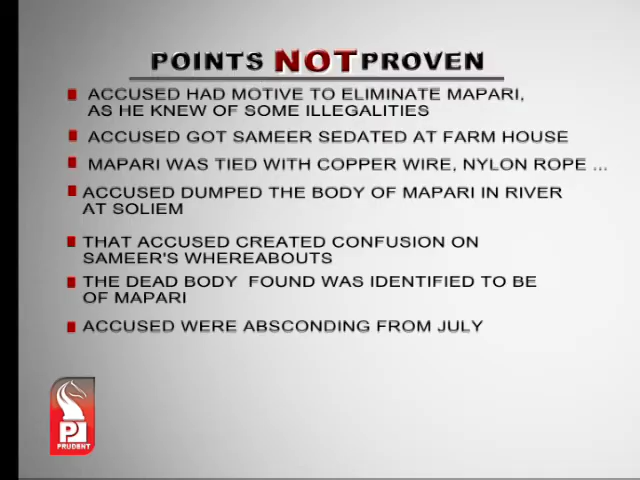 POINTS NOT PROVEN
ACCUSED HAD MOTIVE TO ELIMINATE MAPARI,
AS HE KNEW OF SOME ILLEGALITIES
ACCUSED GOT SAMEER SEDATED AT FARM HOUSE
MAPARI WAS TIED WITH COPPER WIRE, NYLON ROPE ...
ACCUSED DUMPED THE BODY OF MAPARI IN RIVER
AT SOLIEM
THAT ACCUSED CREATED CONFUSION ON
SAMEER'S WHEREABOUTS
THE DEAD BODY FOUND WAS IDENTIFIED TO BE
OF MAPARI
ACCUSED WERE ABSCONDING FROM JULY
P
PRUDENT